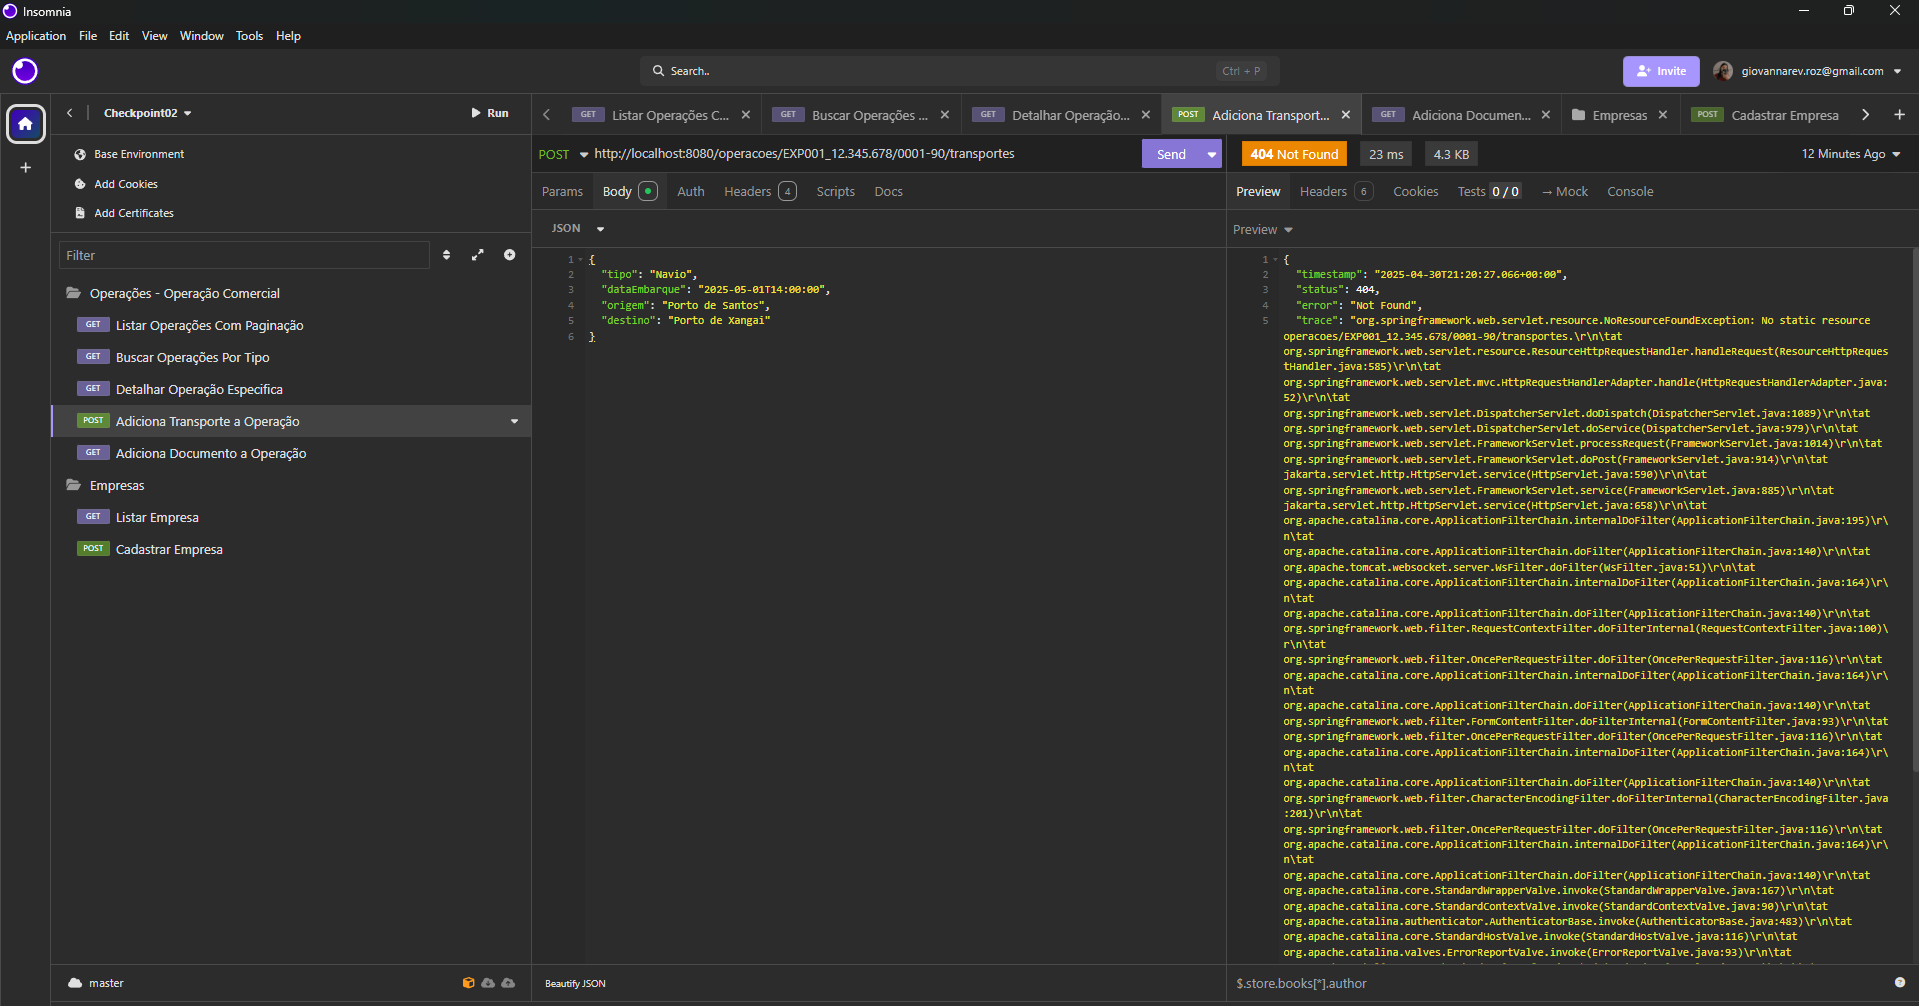 Insomnia
Application File Edit View Window Tools Help
Search.. Ctrl + P
Invite giovannarev.roz@gmail.com
Checkpoint02 Run
GET Listar Operações C... GET Buscar Operações ... GET Detalhar Operação... POST Adiciona Transport... GET Adiciona Documen... Empresas POST Cadastrar Empresa
Base Environment
Add Cookies
Add Certificates
Filter
Operações - Operação Comercial
GET Listar Operações Com Paginação
GET Buscar Operações Por Tipo
GET Detalhar Operação Especifica
POST Adiciona Transporte a Operação
GET Adiciona Documento a Operação
Empresas
GET Listar Empresa
POST Cadastrar Empresa
master
POST http://localhost:8080/operacoes/EXP001_12.345.678/0001-90/transportes Send
Params Body Auth Headers 4 Scripts Docs
JSON
1 {
2 "tipo": "Navio",
3 "dataEmbarque": "2025-05-01T14:00:00",
4 "origem": "Porto de Santos",
5 "destino": "Porto de Xangai"
6 }
Beautify JSON
404 Not Found 23 ms 4.3 KB 12 Minutes Ago
Preview Headers 6 Cookies Tests 0 / 0 → Mock Console
Preview
1 {
2 "timestamp": "2025-04-30T21:20:27.066+00:00",
3 "status": 404,
4 "error": "Not Found",
5 "trace": "org.springframework.web.servlet.resource.NoResourceFoundException: No static resource
operacoes/EXP001_12.345.678/0001-90/transportes.\r\n\tat
org.springframework.web.servlet.resource.ResourceHttpRequestHandler.handleRequest(ResourceHttpReques
tHandler.java:585)\r\n\tat
org.springframework.web.servlet.mvc.HttpRequestHandlerAdapter.handle(HttpRequestHandlerAdapter.java:
52)\r\n\tat
org.springframework.web.servlet.DispatcherServlet.doDispatch(DispatcherServlet.java:1089)\r\n\tat
org.springframework.web.servlet.DispatcherServlet.doService(DispatcherServlet.java:979)\r\n\tat
org.springframework.web.servlet.FrameworkServlet.processRequest(FrameworkServlet.java:1014)\r\n\tat
org.springframework.web.servlet.FrameworkServlet.doPost(FrameworkServlet.java:914)\r\n\tat
jakarta.servlet.http.HttpServlet.service(HttpServlet.java:590)\r\n\tat
org.springframework.web.servlet.FrameworkServlet.service(FrameworkServlet.java:885)\r\n\tat
jakarta.servlet.http.HttpServlet.service(HttpServlet.java:658)\r\n\tat
org.apache.catalina.core.ApplicationFilterChain.internalDoFilter(ApplicationFilterChain.java:195)\r\
n\tat
org.apache.catalina.core.ApplicationFilterChain.doFilter(ApplicationFilterChain.java:140)\r\n\tat
org.apache.tomcat.websocket.server.WsFilter.doFilter(WsFilter.java:51)\r\n\tat
org.apache.catalina.core.ApplicationFilterChain.internalDoFilter(ApplicationFilterChain.java:164)\r\
n\tat
org.apache.catalina.core.ApplicationFilterChain.doFilter(ApplicationFilterChain.java:140)\r\n\tat
org.springframework.web.filter.RequestContextFilter.doFilterInternal(RequestContextFilter.java:100)\
r\n\tat
org.springframework.web.filter.OncePerRequestFilter.doFilter(OncePerRequestFilter.java:116)\r\n\tat
org.apache.catalina.core.ApplicationFilterChain.internalDoFilter(ApplicationFilterChain.java:164)\r\
n\tat
org.apache.catalina.core.ApplicationFilterChain.doFilter(ApplicationFilterChain.java:140)\r\n\tat
org.springframework.web.filter.FormContentFilter.doFilterInternal(FormContentFilter.java:93)\r\n\tat
org.springframework.web.filter.OncePerRequestFilter.doFilter(OncePerRequestFilter.java:116)\r\n\tat
org.apache.catalina.core.ApplicationFilterChain.internalDoFilter(ApplicationFilterChain.java:164)\r\
n\tat
org.apache.catalina.core.ApplicationFilterChain.doFilter(ApplicationFilterChain.java:140)\r\n\tat
org.springframework.web.filter.CharacterEncodingFilter.doFilterInternal(CharacterEncodingFilter.java
:201)\r\n\tat
org.springframework.web.filter.OncePerRequestFilter.doFilter(OncePerRequestFilter.java:116)\r\n\tat
org.apache.catalina.core.ApplicationFilterChain.internalDoFilter(ApplicationFilterChain.java:164)\r\
n\tat
org.apache.catalina.core.ApplicationFilterChain.doFilter(ApplicationFilterChain.java:140)\r\n\tat
org.apache.catalina.core.StandardWrapperValve.invoke(StandardWrapperValve.java:167)\r\n\tat
org.apache.catalina.core.StandardContextValve.invoke(StandardContextValve.java:90)\r\n\tat
org.apache.catalina.authenticator.AuthenticatorBase.invoke(AuthenticatorBase.java:483)\r\n\tat
org.apache.catalina.core.StandardHostValve.invoke(StandardHostValve.java:116)\r\n\tat
org.apache.catalina.valves.ErrorReportValve.invoke(ErrorReportValve.java:93)\r\n\tat
$.store.books[*].author